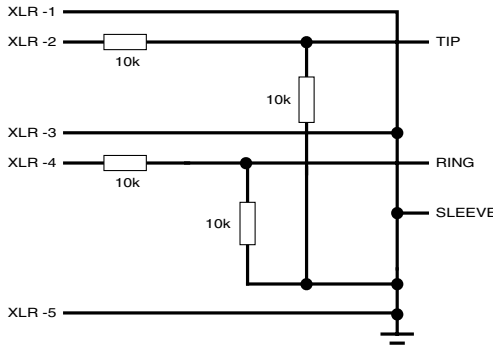 XLR -1
XLR -2
TIP
10k
10k
XLR -3
XLR -4
RING
10k
10k
SLEEVE
XLR -5